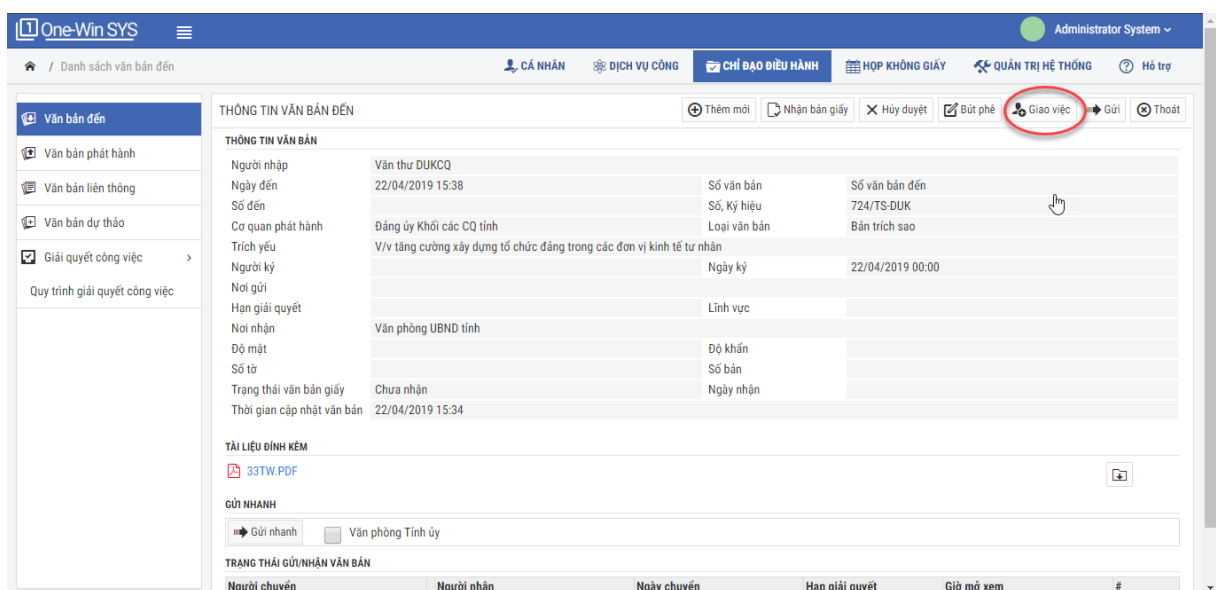 1 One-Win SYS
Administrator System
/ Danh sách văn bản đến
CÁ NHÂN DỊCH VỤ CÔNG CHỈ ĐẠO ĐIỀU HÀNH HỌP KHÔNG GIẤY QUẢN TRỊ HỆ THỐNG Hỗ trợ
Văn bản đến
Văn bản phát hành
Văn bản liên thông
Văn bản dự thảo
Giải quyết công việc
Quy trình giải quyết công việc
THÔNG TIN VĂN BẢN ĐẾN
Thêm mới Nhận bản giấy Hủy duyệt Bút phê Giao việc Gửi Thoát
THÔNG TIN VĂN BẢN
Người nhập Văn thư DUKCQ
Ngày đến 22/04/2019 15:38 Sổ văn bản Sổ văn bản đến
Số đến Số, Ký hiệu 724/TS-DUK
Cơ quan phát hành Đảng ủy Khối các CQ tỉnh Loại văn bản Bản trích sao
Trích yếu V/v tăng cường xây dựng tổ chức đảng trong các đơn vị kinh tế tư nhân
Người ký Ngày ký 22/04/2019 00:00
Nơi gửi
Hạn giải quyết Lĩnh vực
Nơi nhận Văn phòng UBND tỉnh
Độ mật Độ khẩn
Số tờ Số bản
Trạng thái văn bản giấy Chưa nhận Ngày nhận
Thời gian cập nhật văn bản 22/04/2019 15:34
TÀI LIỆU ĐÍNH KÈM
33TW.PDF
GỬI NHANH
Gửi nhanh Văn phòng Tỉnh ủy
TRẠNG THÁI GỬI/NHẬN VĂN BẢN
Người chuyển Người nhận Ngày chuyển Hạn giải quyết Giờ mở xem #